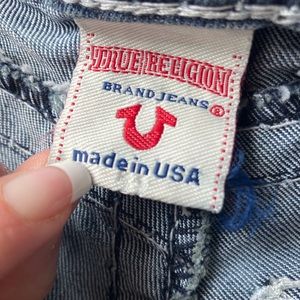 TRUE RELIGION
BRAND JEANS ®
made in USA